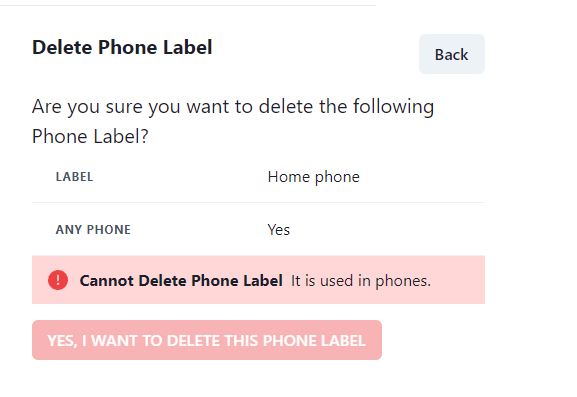 Delete Phone Label
Back
Are you sure you want to delete the following
Phone Label?
LABEL Home phone
ANY PHONE Yes
! Cannot Delete Phone Label It is used in phones.
YES, I WANT TO DELETE THIS PHONE LABEL